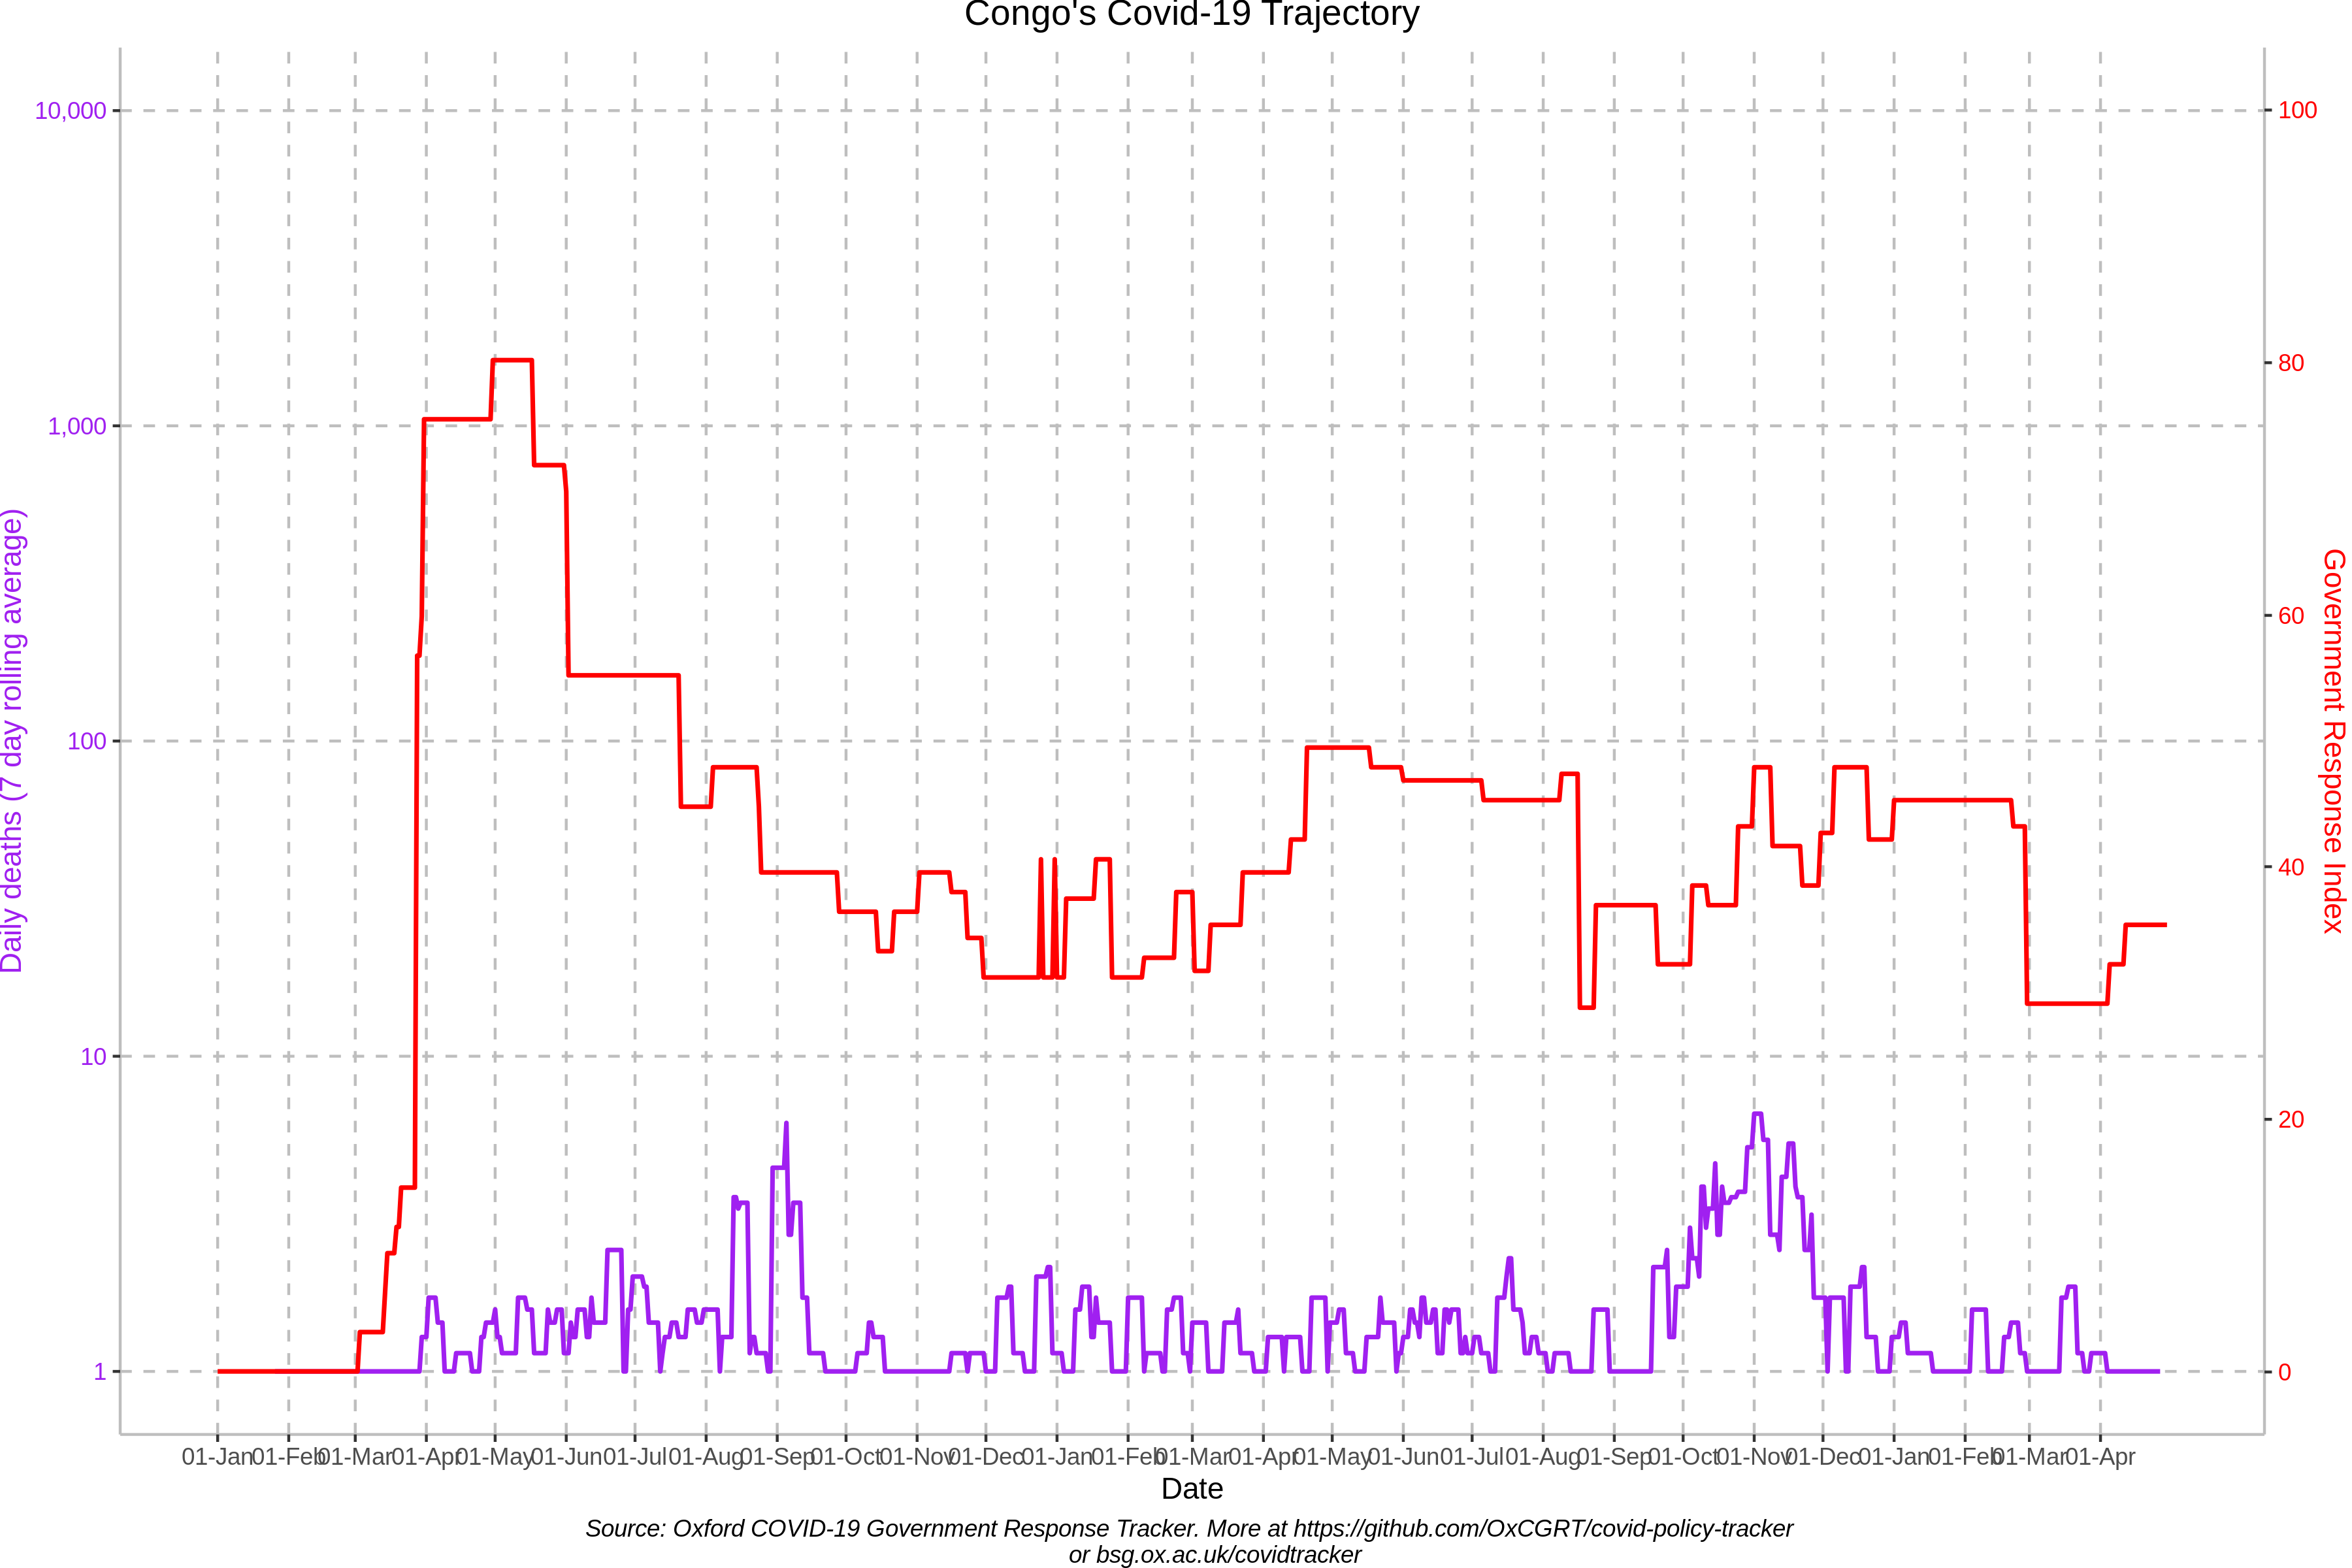 Congo's Covid-19 Trajectory
10,000
1,000
100
10
1
Daily deaths (7 day rolling average)
100
80
60
40
20
0
Government Response Index
01-Jan 01-Feb 01-Mar 01-Apr 01-May 01-Jun 01-Jul 01-Aug 01-Sep 01-Oct 01-Nov 01-Dec 01-Jan 01-Feb 01-Mar 01-Apr 01-May 01-Jun 01-Jul 01-Aug 01-Sep 01-Oct 01-Nov 01-Dec 01-Jan 01-Feb 01-Mar 01-Apr
Date
Source: Oxford COVID-19 Government Response Tracker. More at https://github.com/OxCGRT/covid-policy-tracker
or bsg.ox.ac.uk/covidtracker